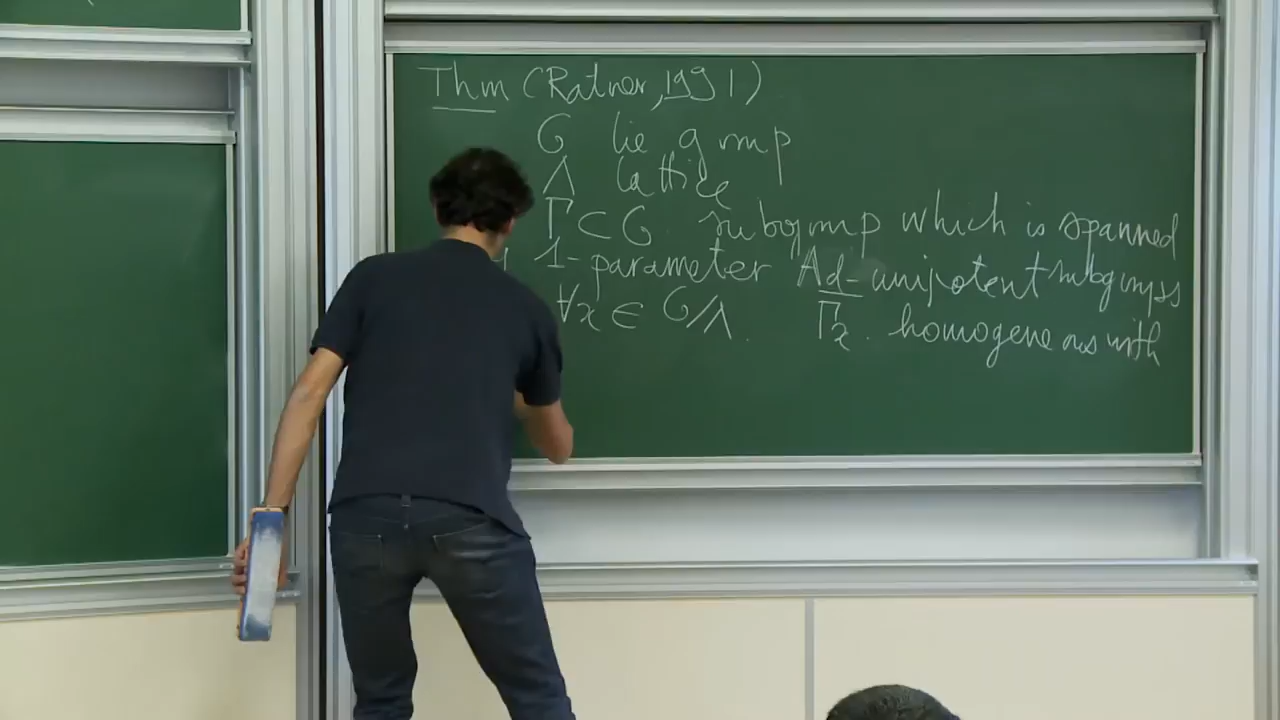 Thm (Ratner, 1991)
G Lie group
Λ lattice
Γ ⊂ G subgroup which is spanned
1-parameter Ad-unipotent subgroups
∀x ∈ G/Λ. Γx. homogeneous with